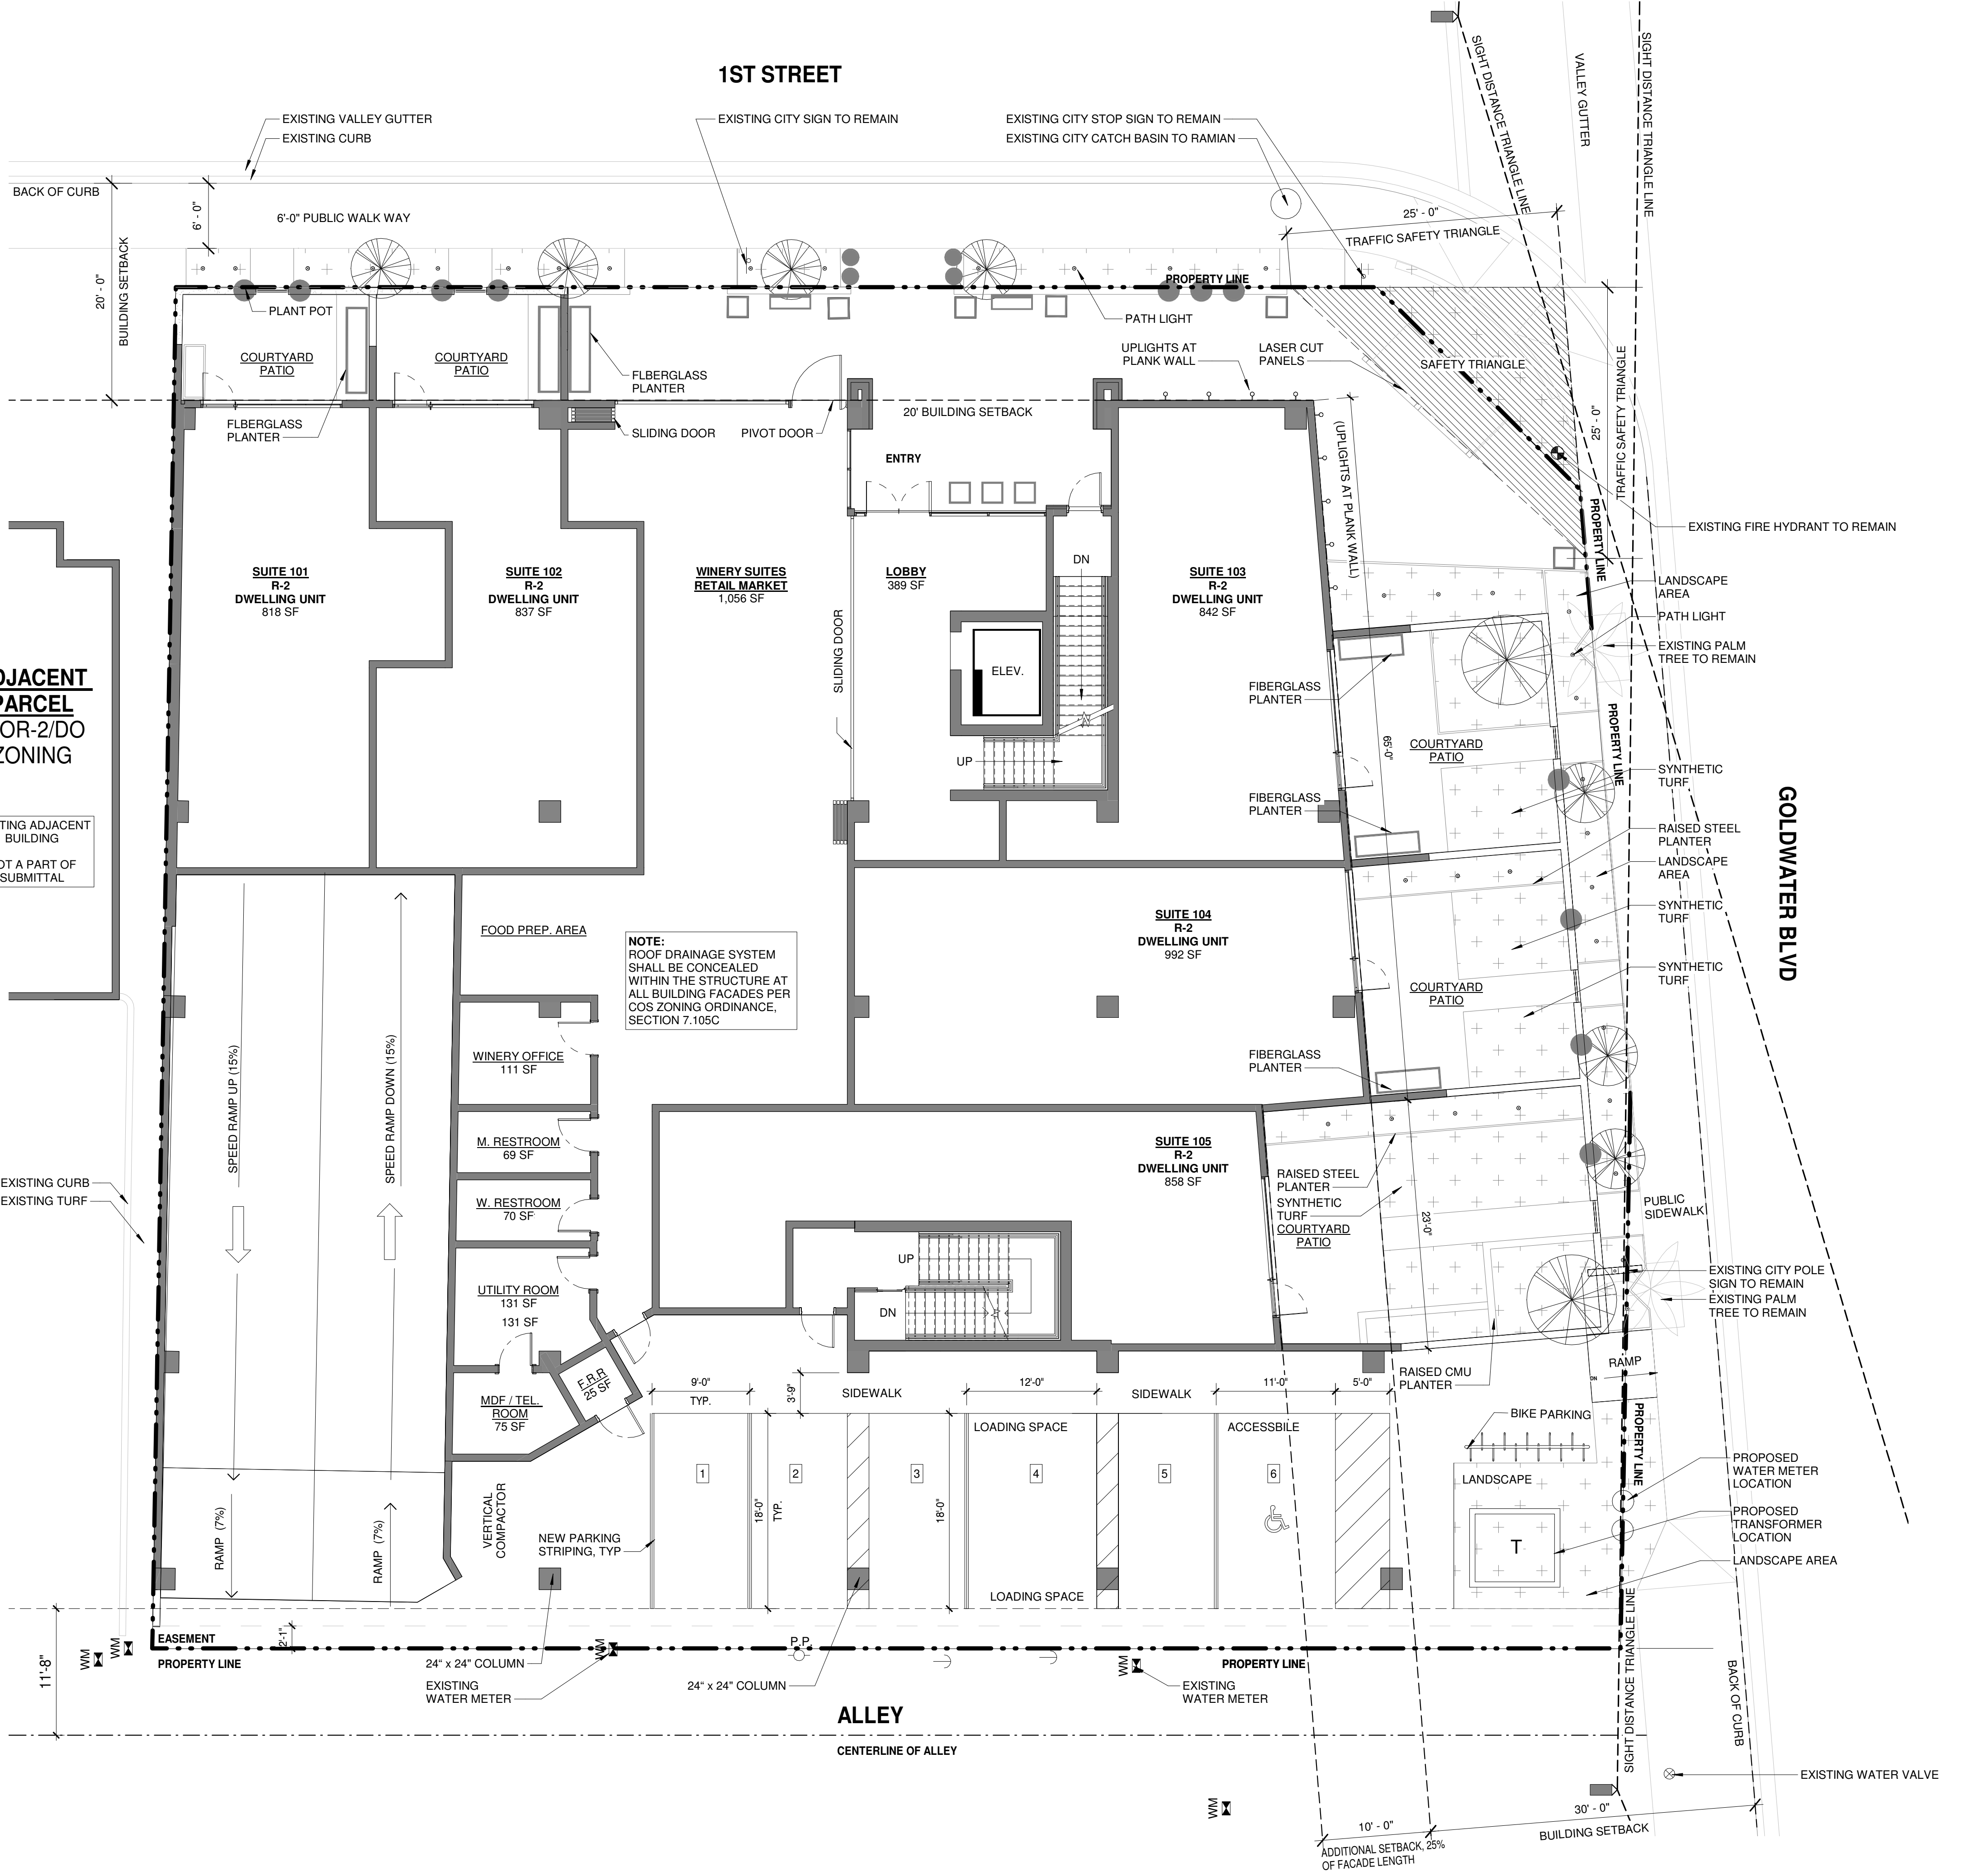 1ST STREET
EXISTING VALLEY GUTTER
EXISTING CURB
EXISTING CITY SIGN TO REMAIN
EXISTING CITY STOP SIGN TO REMAIN
EXISTING CITY CATCH BASIN TO RAMIAN
SIGHT DISTANCE TRIANGLE LINE
VALLEY GUTTER
SIGHT DISTANCE TRIANGLE LINE
BACK OF CURB
6' - 0"
6'-0" PUBLIC WALK WAY
20' - 0"
BUILDING SETBACK
25' - 0"
TRAFFIC SAFETY TRIANGLE
PROPERTY LINE
PLANT POT
PATH LIGHT
COURTYARD
PATIO
COURTYARD
PATIO
FLBERGLASS
PLANTER
UPLIGHTS AT
PLANK WALL
LASER CUT
PANELS
SAFETY TRIANGLE
25' - 0"
TRAFFIC SAFETY TRIANGLE
FLBERGLASS
PLANTER
SLIDING DOOR
PIVOT DOOR
20' BUILDING SETBACK
(UPLIGHTS AT PLANK WALL)
ENTRY
PROPERTY LINE
EXISTING FIRE HYDRANT TO REMAIN
SUITE 101
R-2
DWELLING UNIT
818 SF
SUITE 102
R-2
DWELLING UNIT
837 SF
WINERY SUITES
RETAIL MARKET
1,056 SF
LOBBY
389 SF
DN
SUITE 103
R-2
DWELLING UNIT
842 SF
LANDSCAPE
AREA
PATH LIGHT
EXISTING PALM
TREE TO REMAIN
SLIDING DOOR
ELEV.
UP
FIBERGLASS
PLANTER
PROPERTY LINE
65'-0"
COURTYARD
PATIO
SYNTHETIC
TURF
FIBERGLASS
PLANTER
DJACENT
PARCEL
OR-2/DO
ZONING
TING ADJACENT
BUILDING
OT A PART OF
SUBMITTAL
GOLDWATER BLVD
RAISED STEEL
PLANTER
LANDSCAPE
AREA
SYNTHETIC
TURF
SYNTHETIC
TURF
FOOD PREP. AREA
NOTE:
ROOF DRAINAGE SYSTEM
SHALL BE CONCEALED
WITHIN THE STRUCTURE AT
ALL BUILDING FACADES PER
COS ZONING ORDINANCE,
SECTION 7.105C
SUITE 104
R-2
DWELLING UNIT
992 SF
COURTYARD
PATIO
SPEED RAMP UP (15%)
SPEED RAMP DOWN (15%)
WINERY OFFICE
111 SF
FIBERGLASS
PLANTER
M. RESTROOM
69 SF
SUITE 105
R-2
DWELLING UNIT
858 SF
EXISTING CURB
EXISTING TURF
W. RESTROOM
70 SF
RAISED STEEL
PLANTER
SYNTHETIC
TURF
COURTYARD
PATIO
23'-0"
PUBLIC
SIDEWALK
UP
DN
UTILITY ROOM
131 SF
131 SF
EXISTING CITY POLE
SIGN TO REMAIN
EXISTING PALM
TREE TO REMAIN
F.R.R
25 SF
MDF / TEL.
ROOM
75 SF
9'-0"
TYP.
3'-9"
SIDEWALK
12'-0"
SIDEWALK
11'-0"
5'-0"
RAISED CMU
PLANTER
RAMP
DN
LOADING SPACE
ACCESSBILE
BIKE PARKING
PROPERTY LINE
1
2
3
4
5
6
LANDSCAPE
PROPOSED
WATER METER
LOCATION
18'-0"
TYP.
18'-0"
VERTICAL
COMPACTOR
RAMP (7%)
RAMP (7%)
NEW PARKING
STRIPING, TYP
T
PROPOSED
TRANSFORMER
LOCATION
LANDSCAPE AREA
LOADING SPACE
EASEMENT
2'-1"
PROPERTY LINE
11'-8"
WM
WM
WM
P.P.
WM
24" x 24" COLUMN
EXISTING
WATER METER
24" x 24" COLUMN
PROPERTY LINE
EXISTING
WATER METER
SIGHT DISTANCE TRIANGLE LINE
BACK OF CURB
ALLEY
CENTERLINE OF ALLEY
EXISTING WATER VALVE
WM
10' - 0"
ADDITIONAL SETBACK, 25%
OF FACADE LENGTH
30' - 0"
BUILDING SETBACK